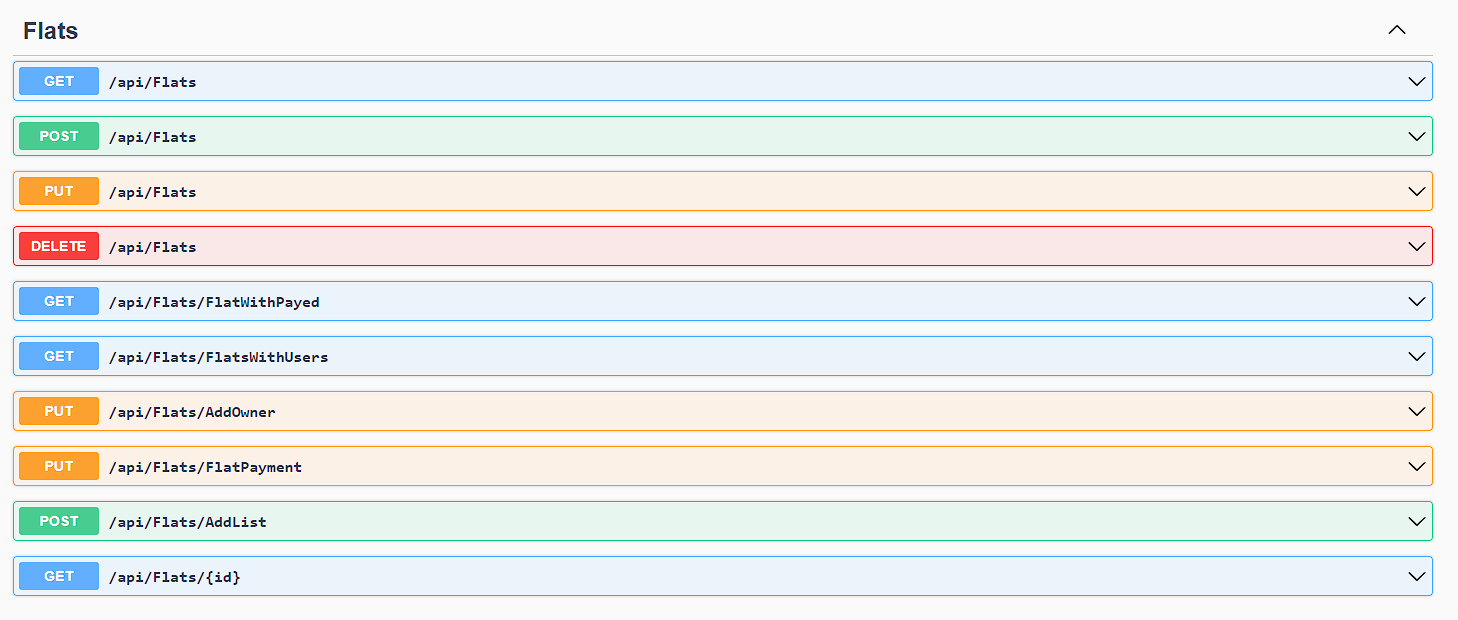 Flats
GET /api/Flats
POST /api/Flats
PUT /api/Flats
DELETE /api/Flats
GET /api/Flats/FlatWithPayed
GET /api/Flats/FlatsWithUsers
PUT /api/Flats/AddOwner
PUT /api/Flats/FlatPayment
POST /api/Flats/AddList
GET /api/Flats/{id}